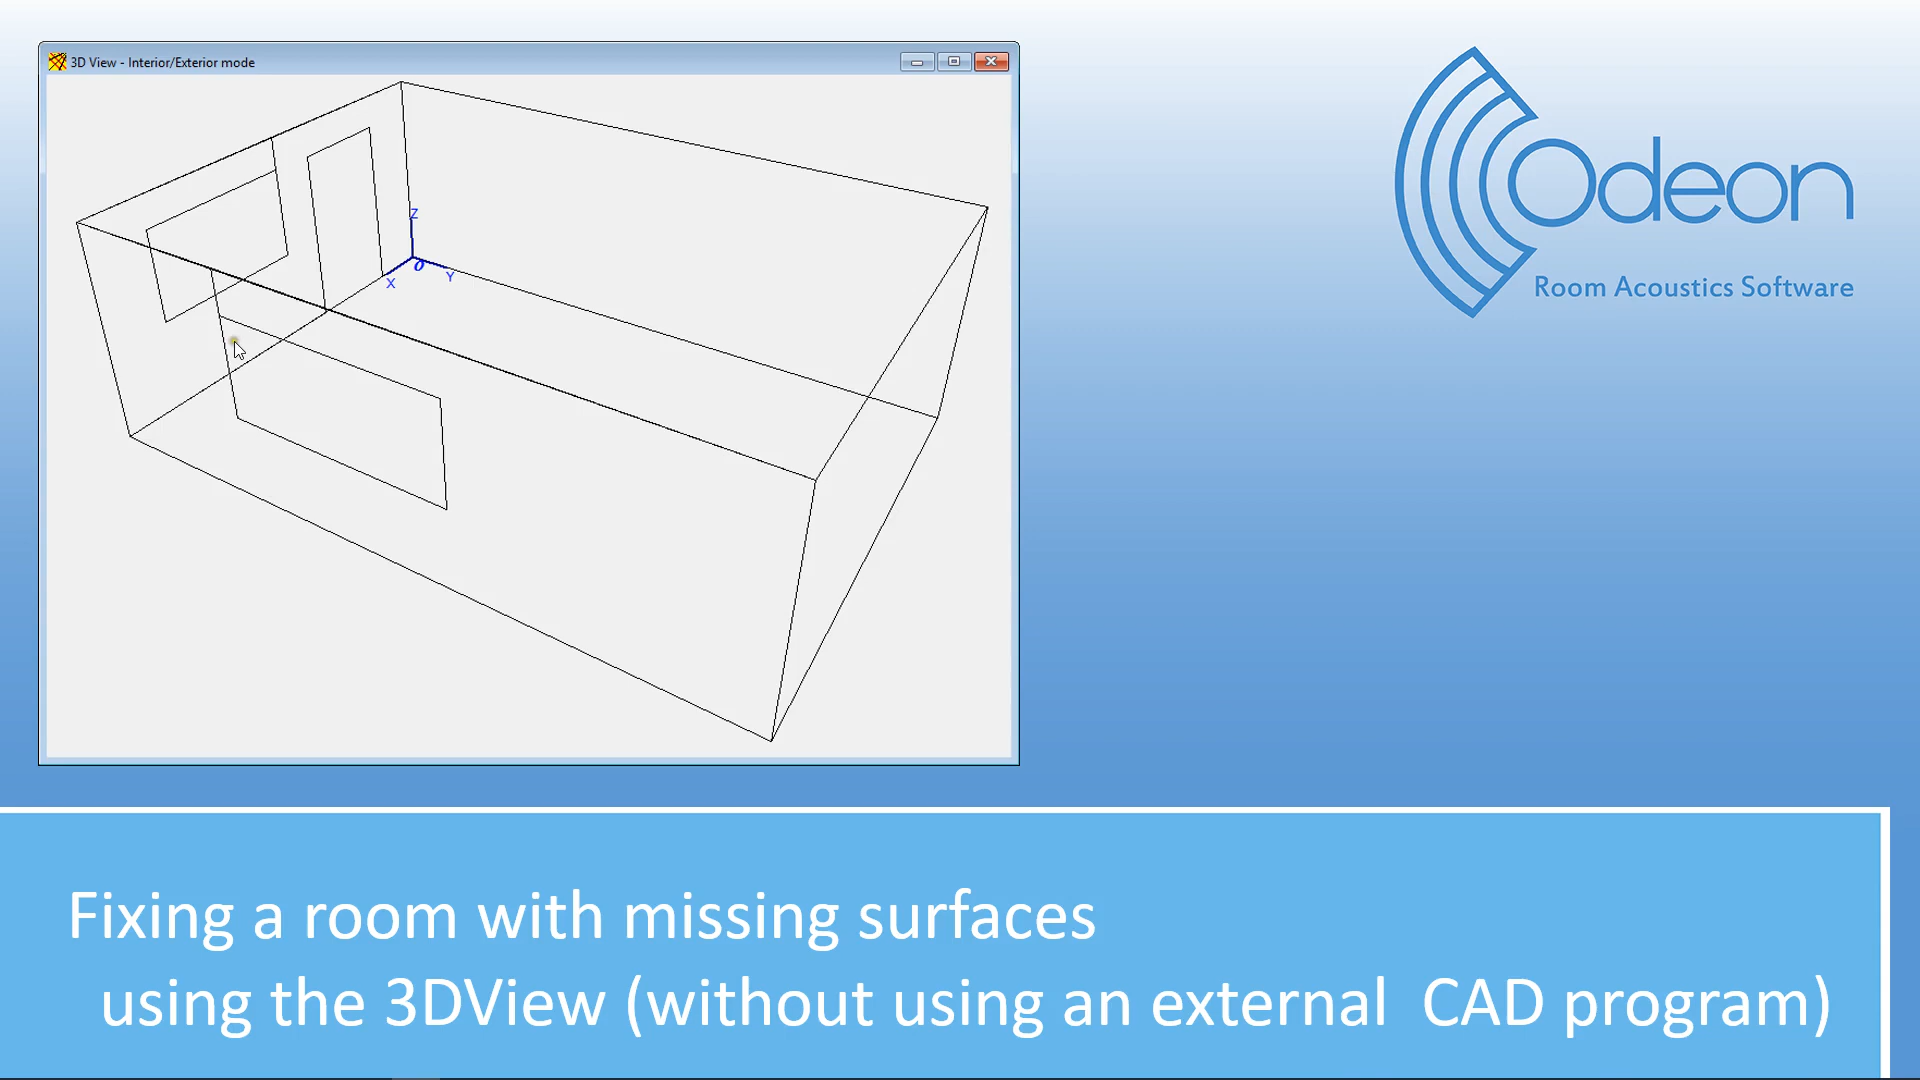 3D View - Interior/Exterior mode
Z
O
X
Y
Odeon
Room Acoustics Software
Fixing a room with missing surfaces
using the 3DView (without using an external CAD program)